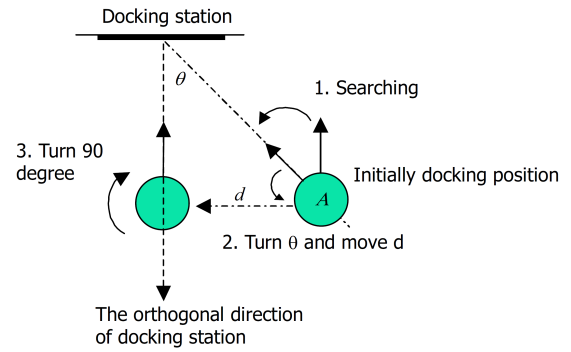 Docking station
θ
1. Searching
3. Turn 90
degree
Initially docking position
d
A
2. Turn θ and move d
The orthogonal direction
of docking station